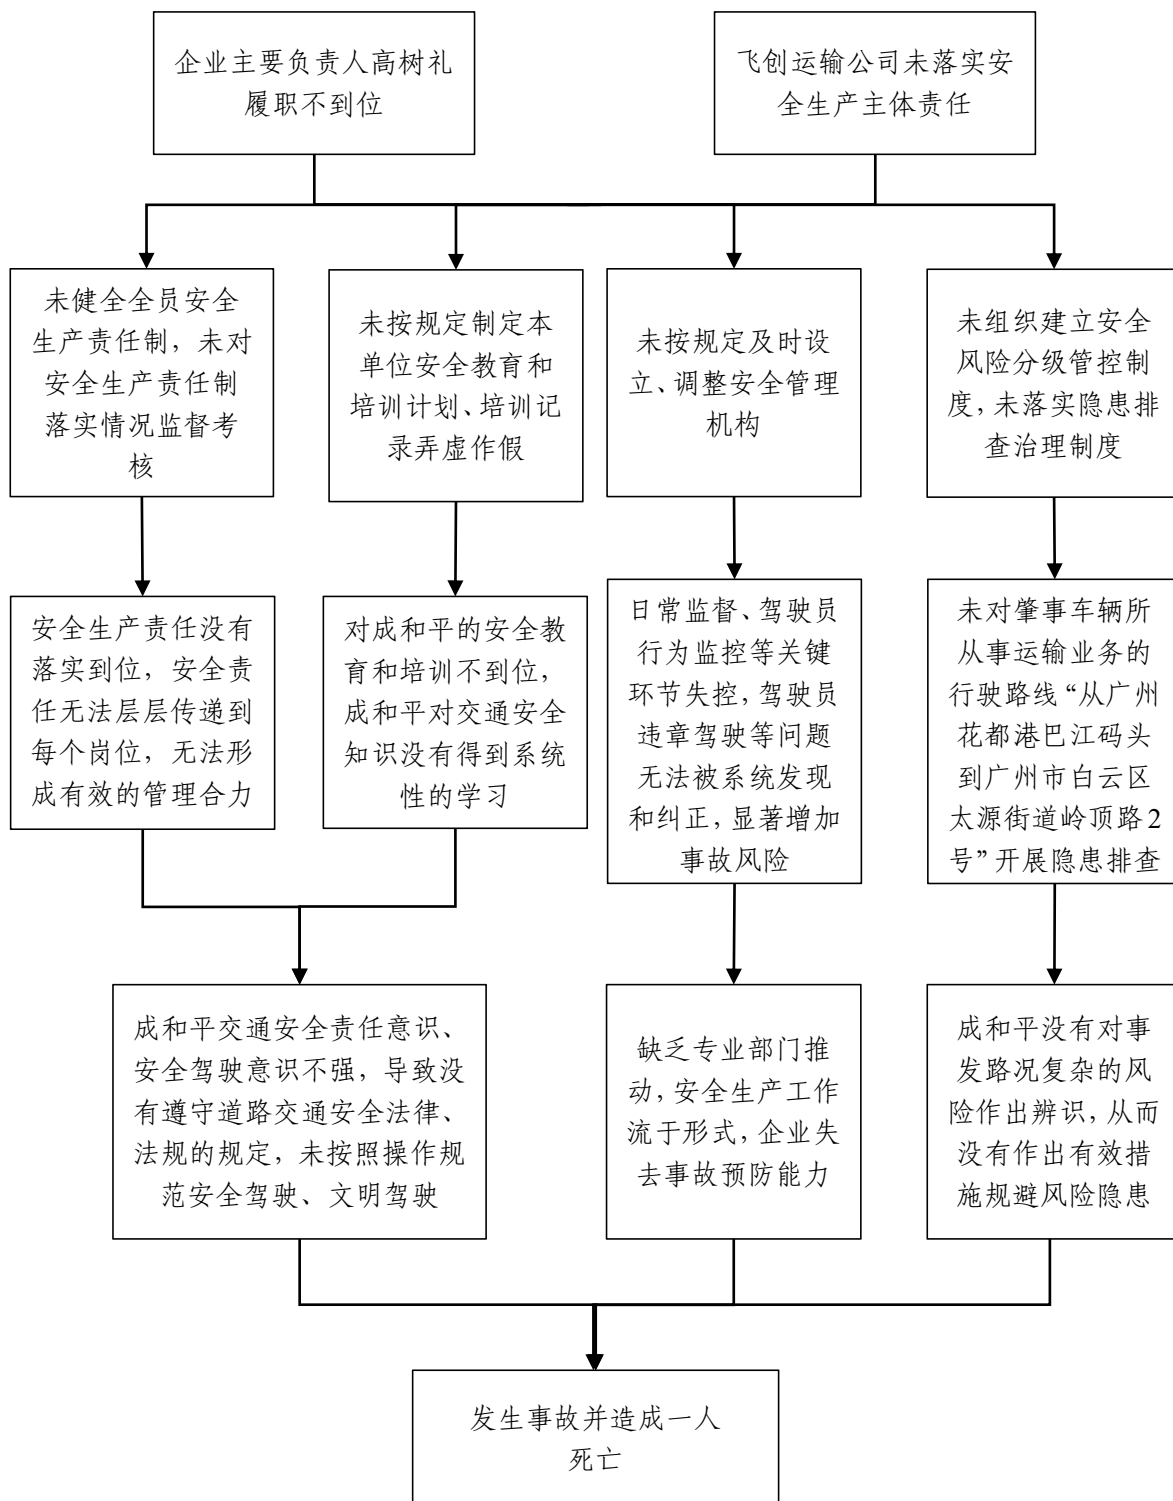 企业主要负责人高树礼
履职不到位
飞创运输公司未落实安
全生产主体责任
未健全全员安全
生产责任制，未对
安全生产责任制
落实情况监督考
核
未按规定制定本
单位安全教育和
培训计划、培训记
录弄虚作假
未按规定及时设
立、调整安全管理
机构
未组织建立安全
风险分级管控制
度，未落实隐患排
查治理制度
安全生产责任没有
落实到位，安全责
任无法层层传递到
每个岗位，无法形
成有效的管理合力
对成和平的安全教
育和培训不到位，
成和平对交通安全
知识没有得到系统
性的学习
日常监督、驾驶员
行为监控等关键
环节失控，驾驶员
违章驾驶等问题
无法被系统发现
和纠正，显著增加
事故风险
未对肇事车辆所
从事运输业务的
行驶路线“从广州
花都港巴江码头
到广州市白云区
太源街道岭顶路2
号”开展隐患排查
成和平交通安全责任意识、
安全驾驶意识不强，导致没
有遵守道路交通安全法律、
法规的规定，未按照操作规
范安全驾驶、文明驾驶
缺乏专业部门推
动，安全生产工作
流于形式，企业失
去事故预防能力
成和平没有对事
发路况复杂的风
险作出辨识，从而
没有作出有效措
施规避风险隐患
发生事故并造成一人
死亡